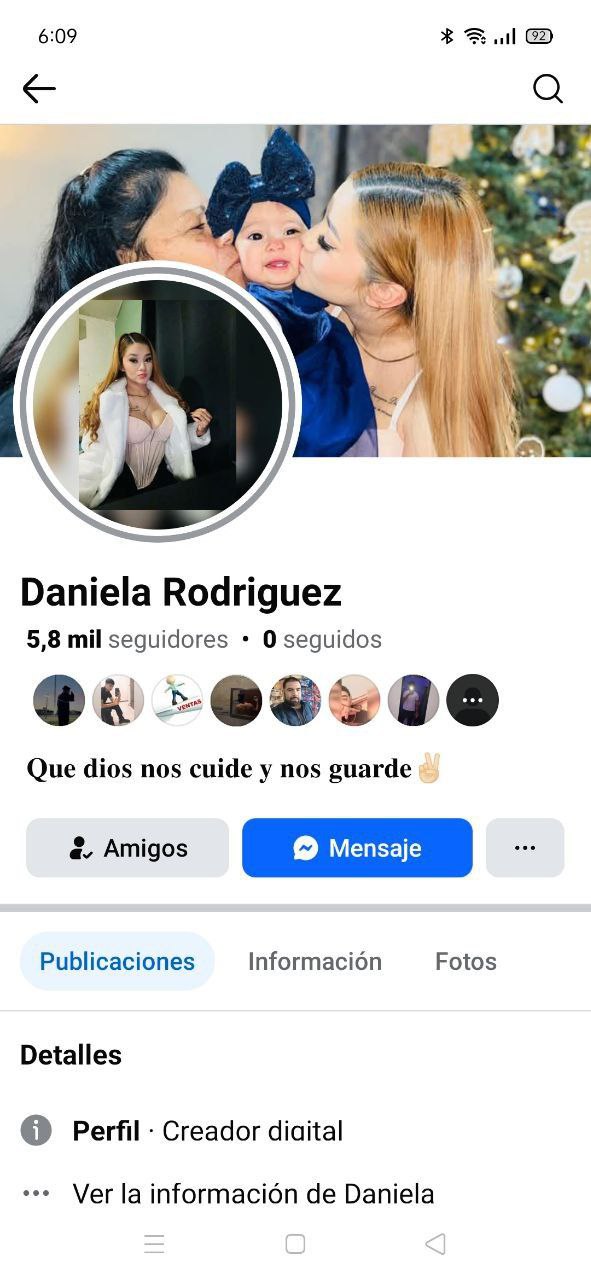 6:09
92
Daniela Rodriguez
5,8 mil seguidores • 0 seguidos
VENTAS
Que dios nos cuide y nos guarde✌🏻
Amigos
Mensaje
Publicaciones
Información
Fotos
Detalles
Perfil · Creador digital
Ver la información de Daniela